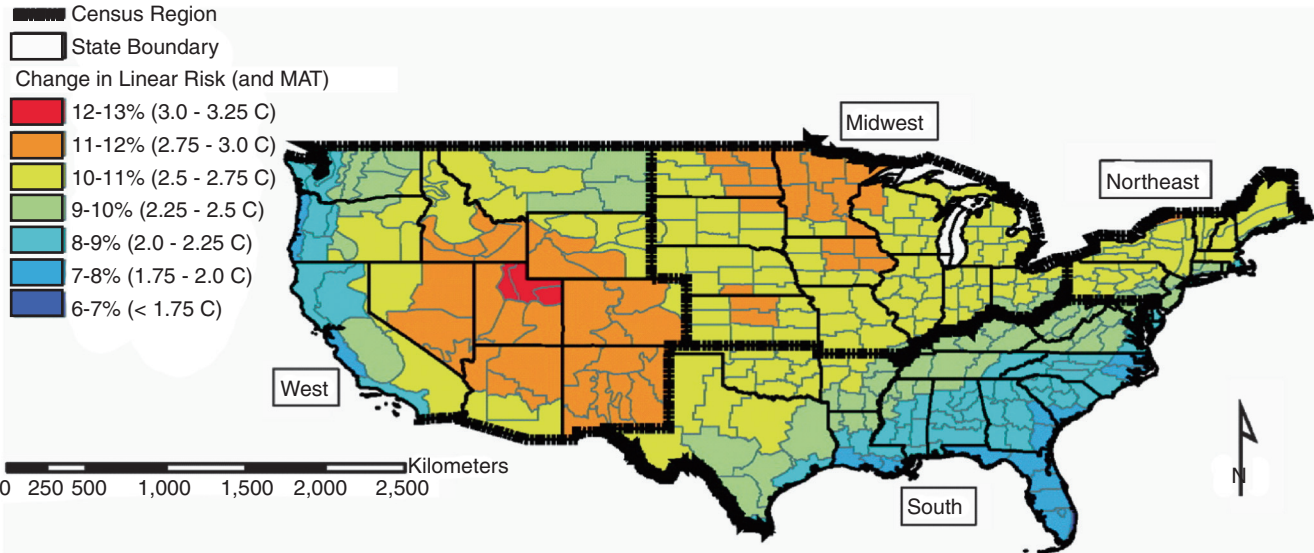 Census Region
State Boundary
Change in Linear Risk (and MAT)
12-13% (3.0 - 3.25 C)
11-12% (2.75 - 3.0 C)
10-11% (2.5 - 2.75 C)
9-10% (2.25 - 2.5 C)
8-9% (2.0 - 2.25 C)
7-8% (1.75 - 2.0 C)
6-7% (< 1.75 C)
Midwest
Northeast
West
South
Kilometers
0 250 500 1,000 1,500 2,000 2,500
N